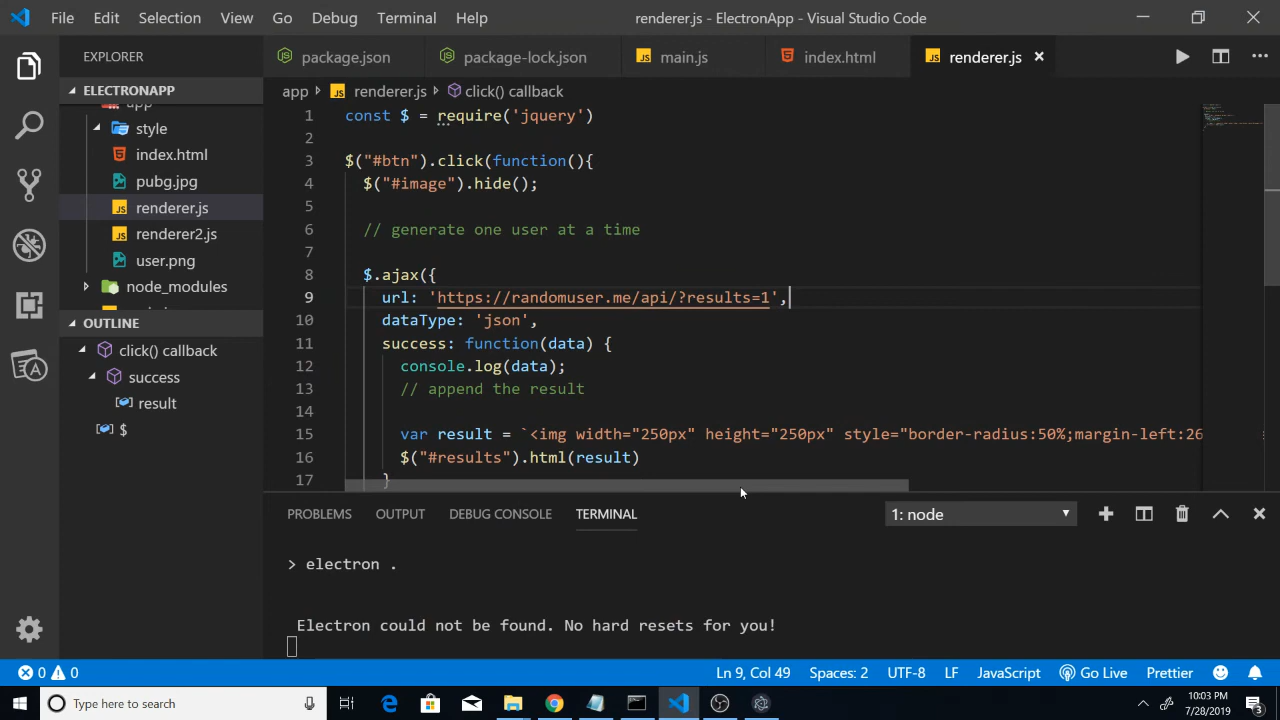 File Edit Selection View Go Debug Terminal Help renderer.js - ElectronApp - Visual Studio Code
EXPLORER
package.json package-lock.json JS main.js index.html JS renderer.js
ELECTRONAPP
app
style
index.html
pubg.jpg
JS renderer.js
JS renderer2.js
user.png
node_modules
OUTLINE
click() callback
success
result
$
app JS renderer.js click() callback
1 const $ = require('jquery')
2
3 $("#btn").click(function(){
4 $("#image").hide();
5
6 // generate one user at a time
7
8 $.ajax({
9 url: 'https://randomuser.me/api/?results=1',
10 dataType: 'json',
11 success: function(data) {
12 console.log(data);
13 // append the result
14
15 var result = `<img width="250px" height="250px" style="border-radius:50%;margin-left:26
16 $("#results").html(result)
17 }
PROBLEMS OUTPUT DEBUG CONSOLE TERMINAL 1: node
> electron .
Electron could not be found. No hard resets for you!
0 0 Ln 9, Col 49 Spaces: 2 UTF-8 LF JavaScript Go Live Prettier
Type here to search
10:03 PM
7/28/2019